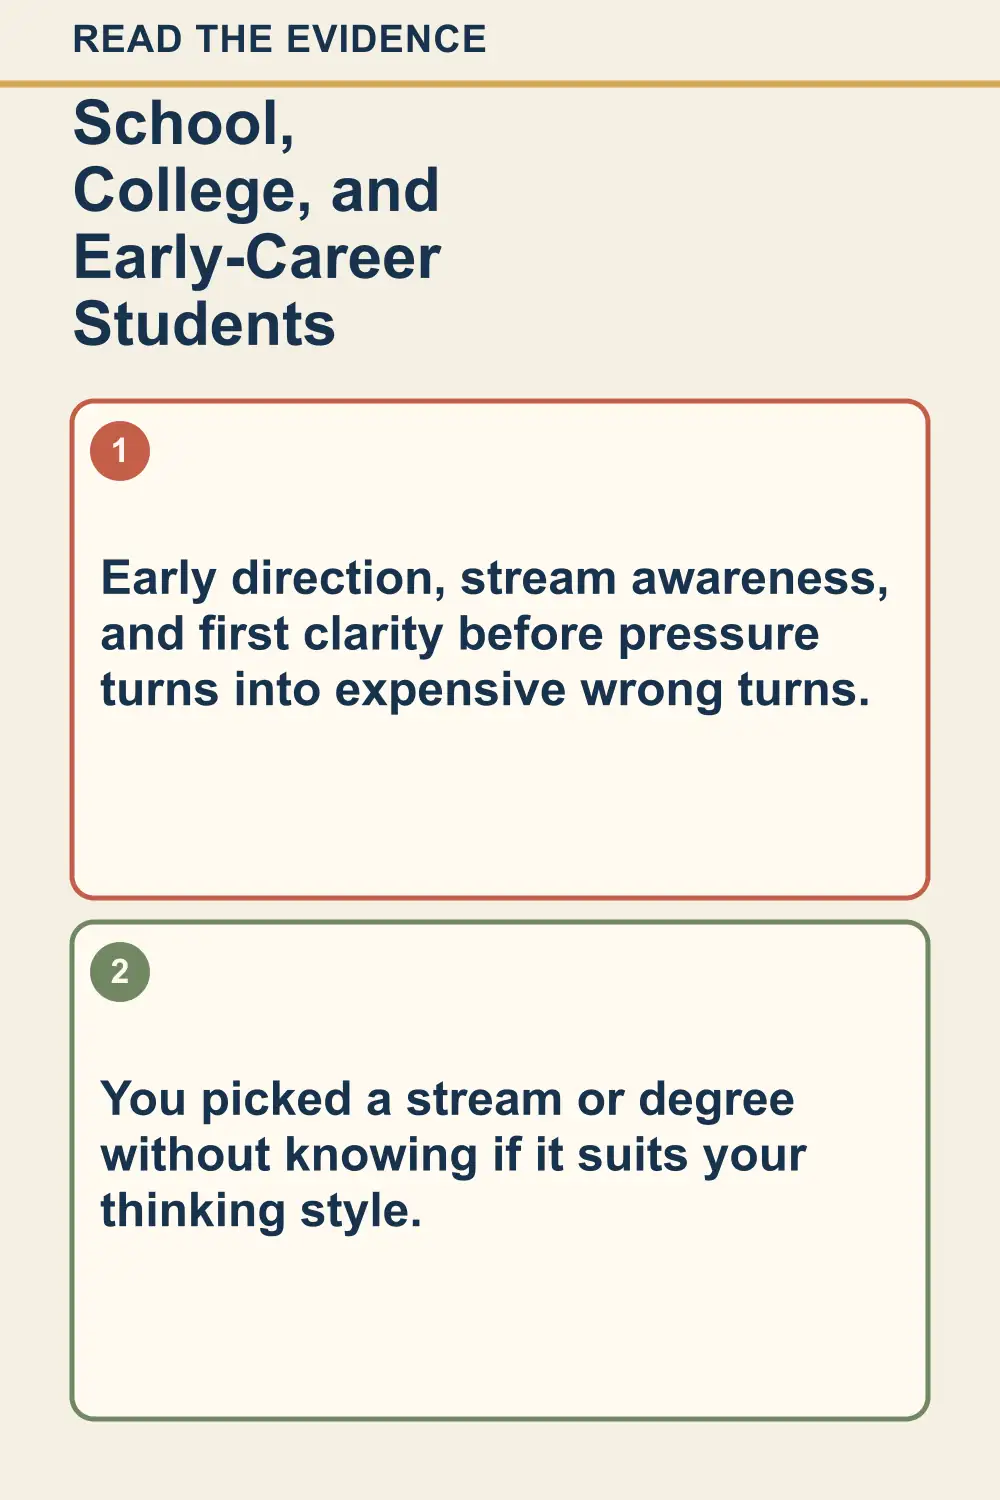 READ THE EVIDENCE
School,
College, and
Early-Career
Students
1
Early direction, stream awareness,
and first clarity before pressure
turns into expensive wrong turns.
2
You picked a stream or degree
without knowing if it suits your
thinking style.